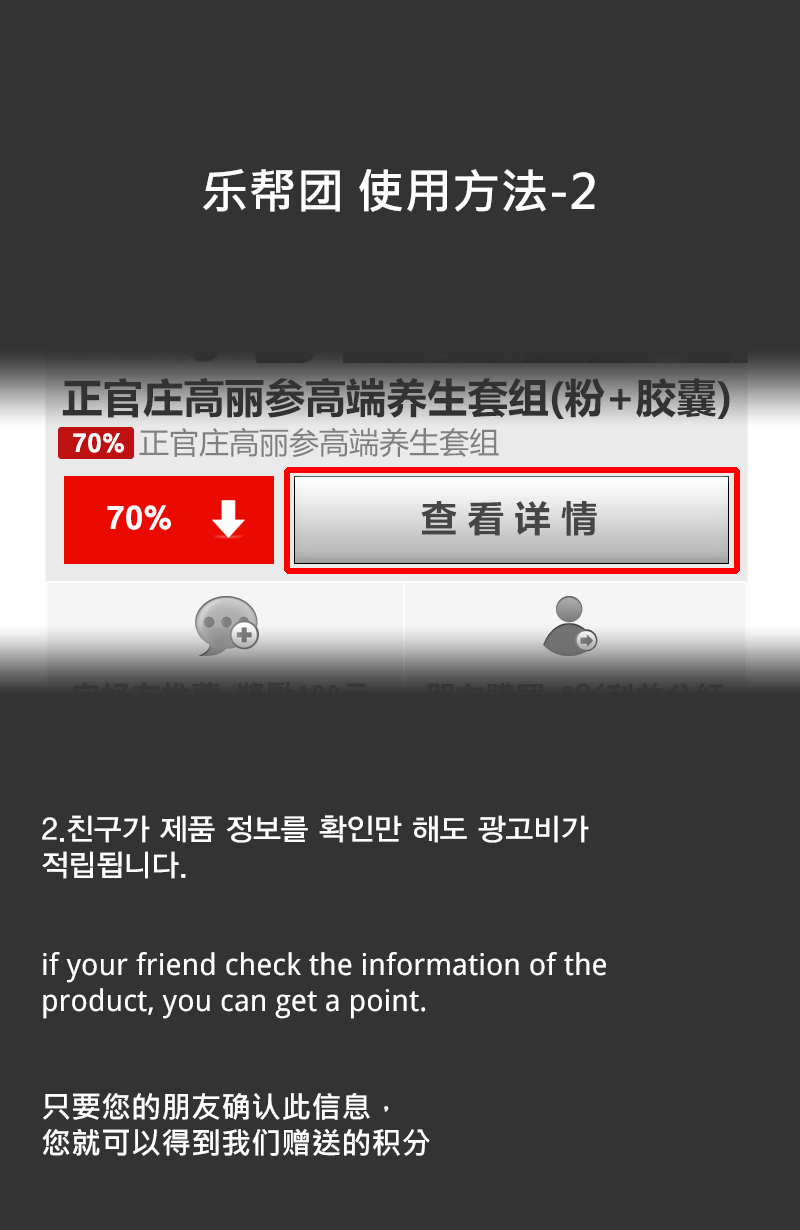 乐帮团 使用方法-2
正官庄高丽参高端养生套组(粉+胶囊)
70% 正官庄高丽参高端养生套组
70% 查看详情
2.친구가 제품 정보를 확인만 해도 광고비가
적립됩니다.
if your friend check the information of the
product, you can get a point.
只要您的朋友确认此信息，
您就可以得到我们赠送的积分